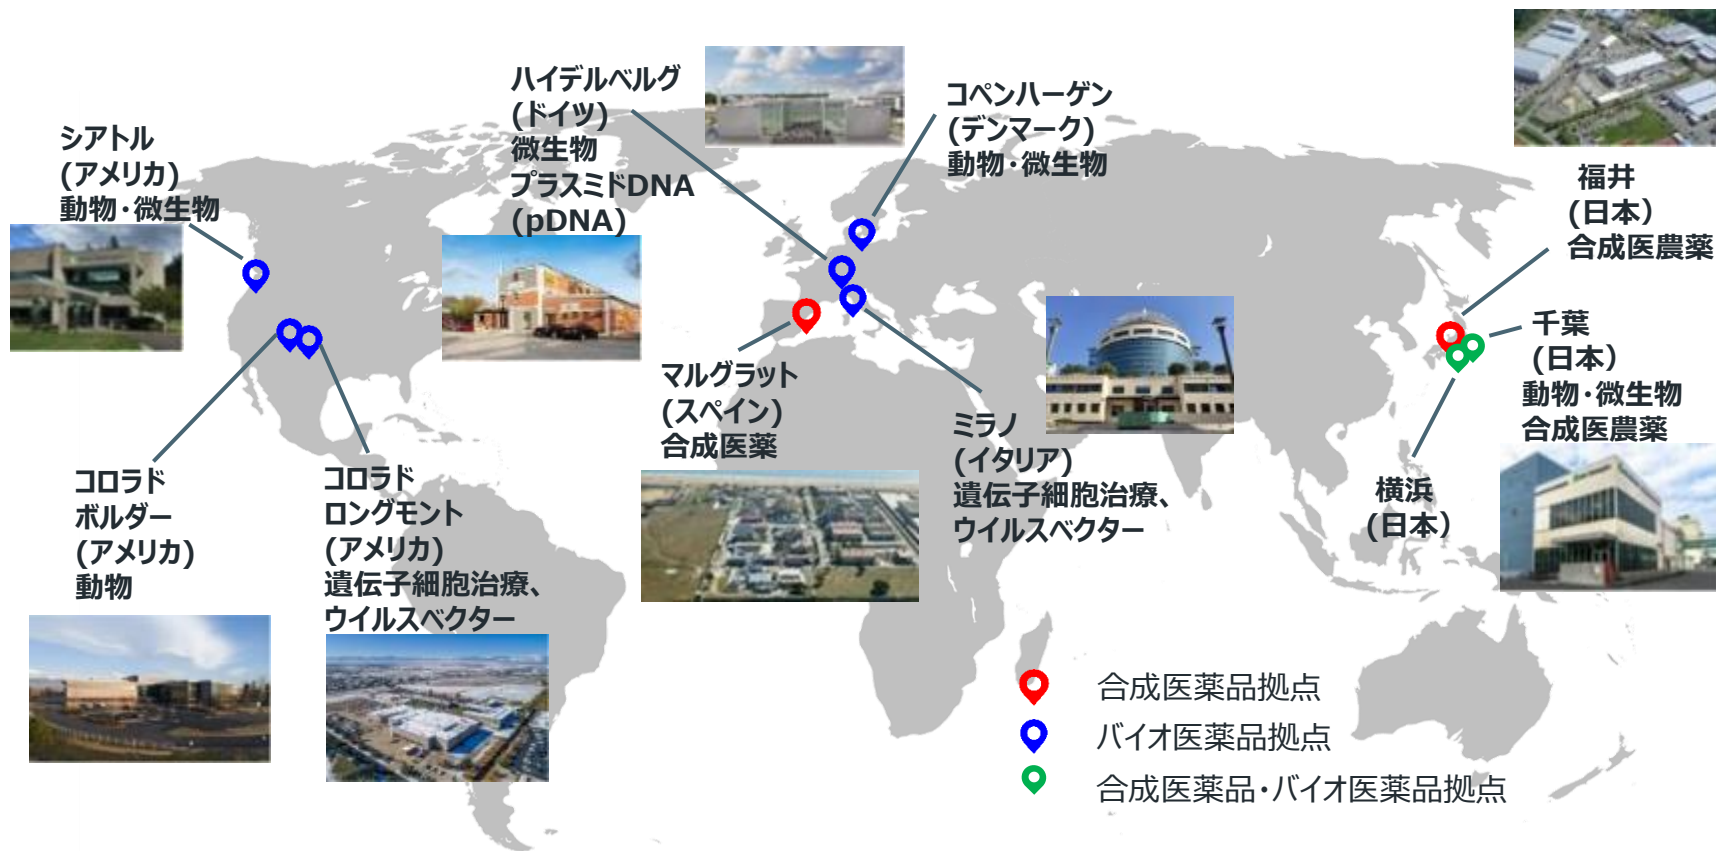 シアトル
(アメリカ)
動物・微生物
ハイデルベルグ
(ドイツ)
微生物
プラスミドDNA
(pDNA)
コペンハーゲン
(デンマーク)
動物・微生物
福井
(日本)
合成医農薬
千葉
(日本)
動物・微生物
合成医農薬
横浜
(日本)
マルグラット
(スペイン)
合成医薬
ミラノ
(イタリア)
遺伝子細胞治療、
ウイルスベクター
コロラド
ボルダー
(アメリカ)
動物
コロラド
ロングモント
(アメリカ)
遺伝子細胞治療、
ウイルスベクター
合成医薬品拠点
バイオ医薬品拠点
合成医薬品・バイオ医薬品拠点